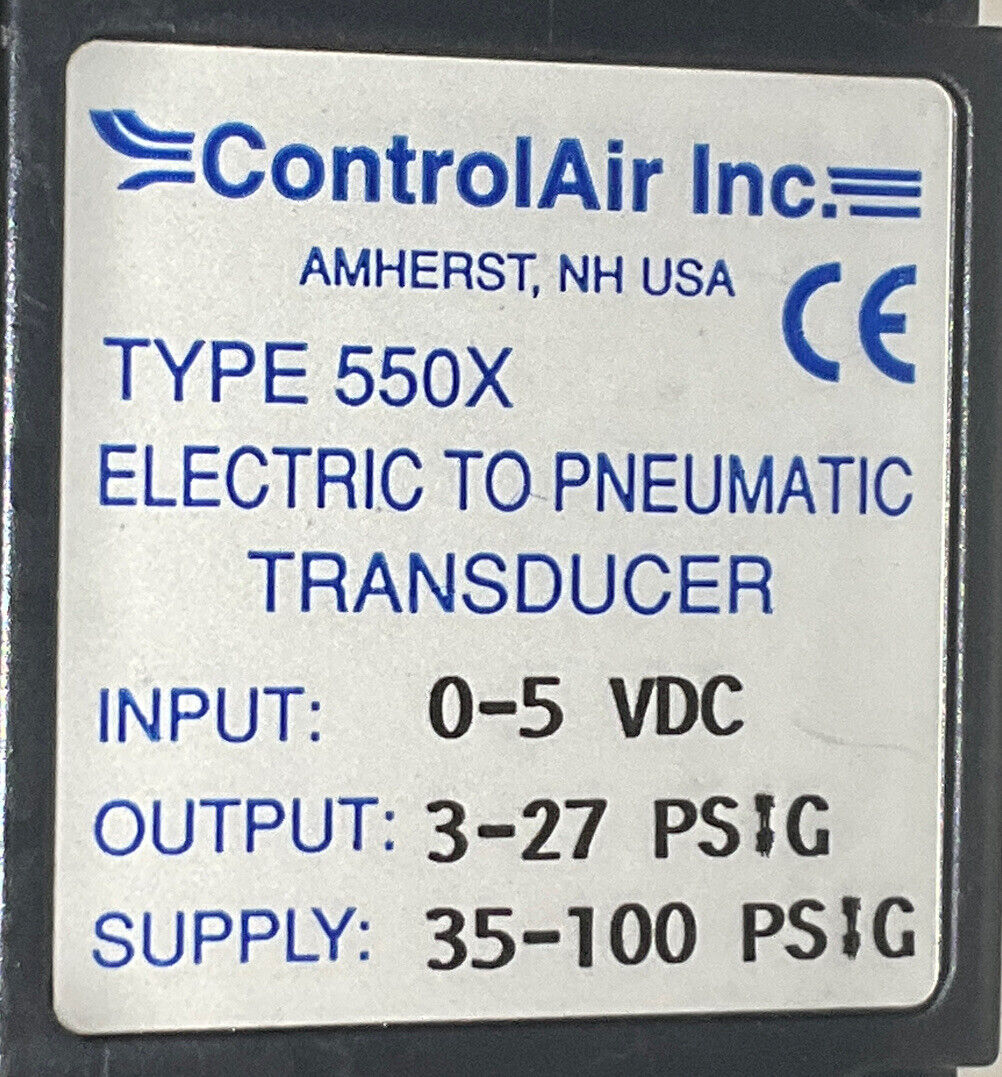 ControlAir Inc.
AMHERST, NH USA
CE
TYPE 550X
ELECTRIC TO PNEUMATIC
TRANSDUCER
INPUT: 0-5 VDC
OUTPUT: 3-27 PSIG
SUPPLY: 35-100 PSIG